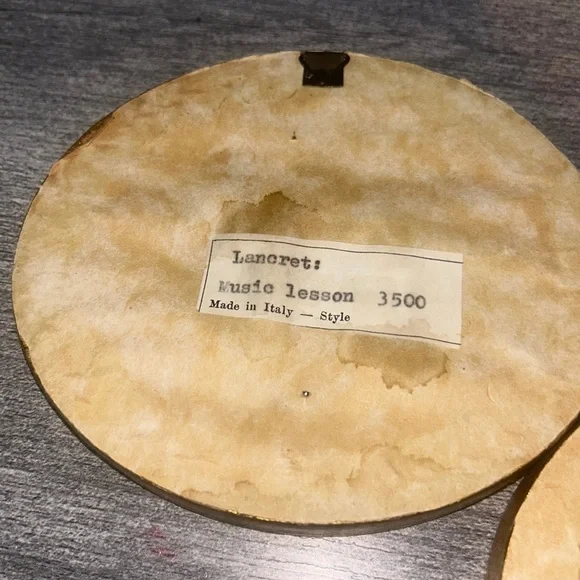 Lancret:
Music lesson 3500
Made in Italy — Style